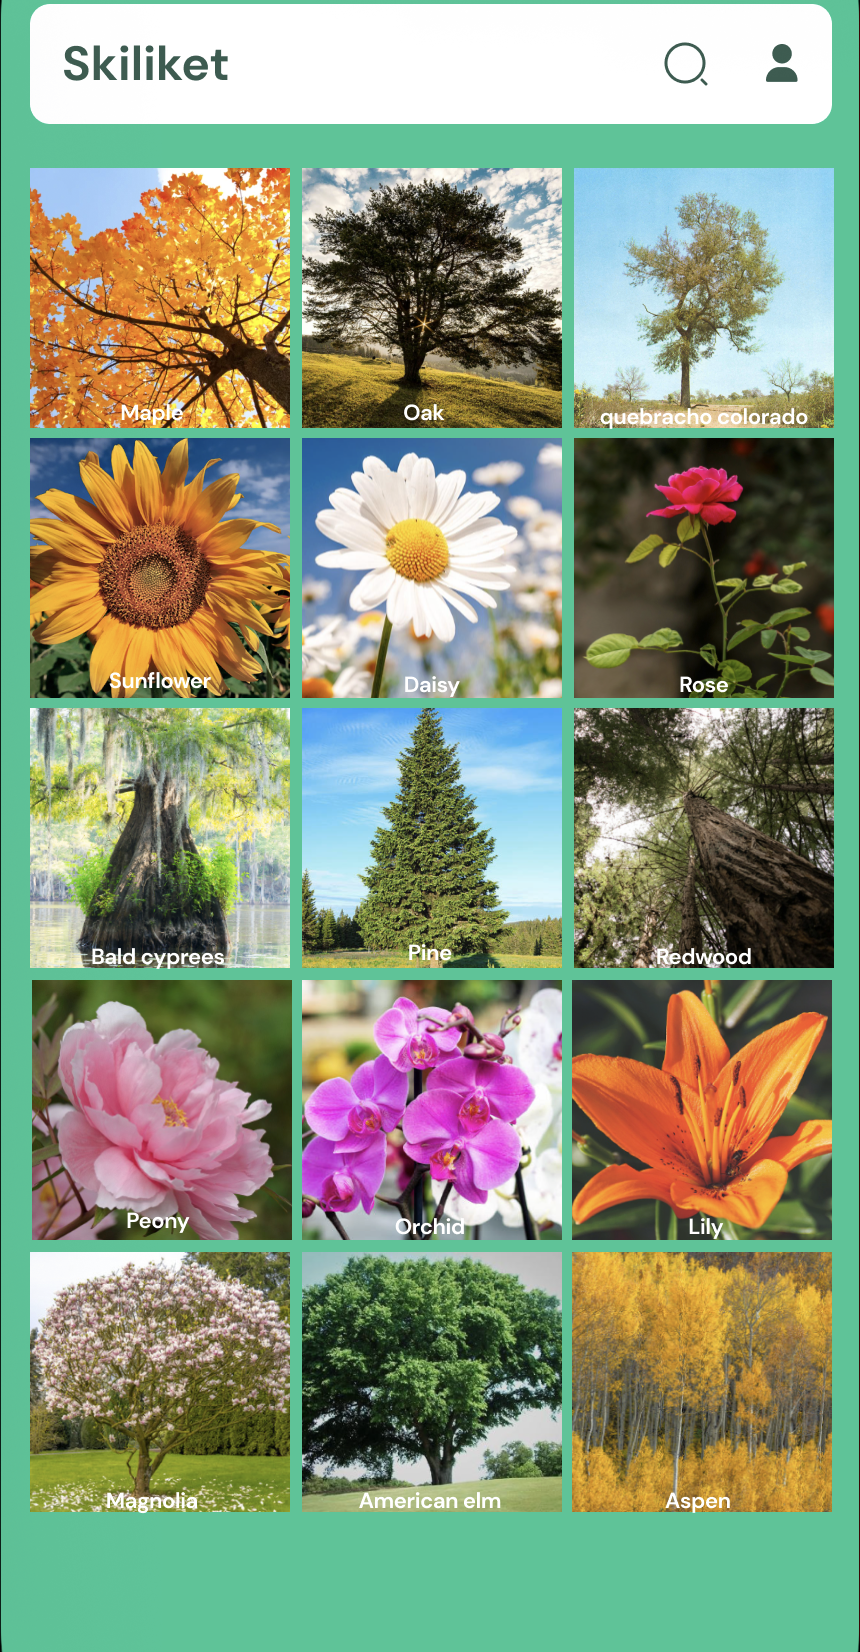 Skiliket
Maple
Oak
quebracho colorado
Sunflower
Daisy
Rose
Bald cyprees
Pine
Redwood
Peony
Orchid
Lily
Magnolia
American elm
Aspen